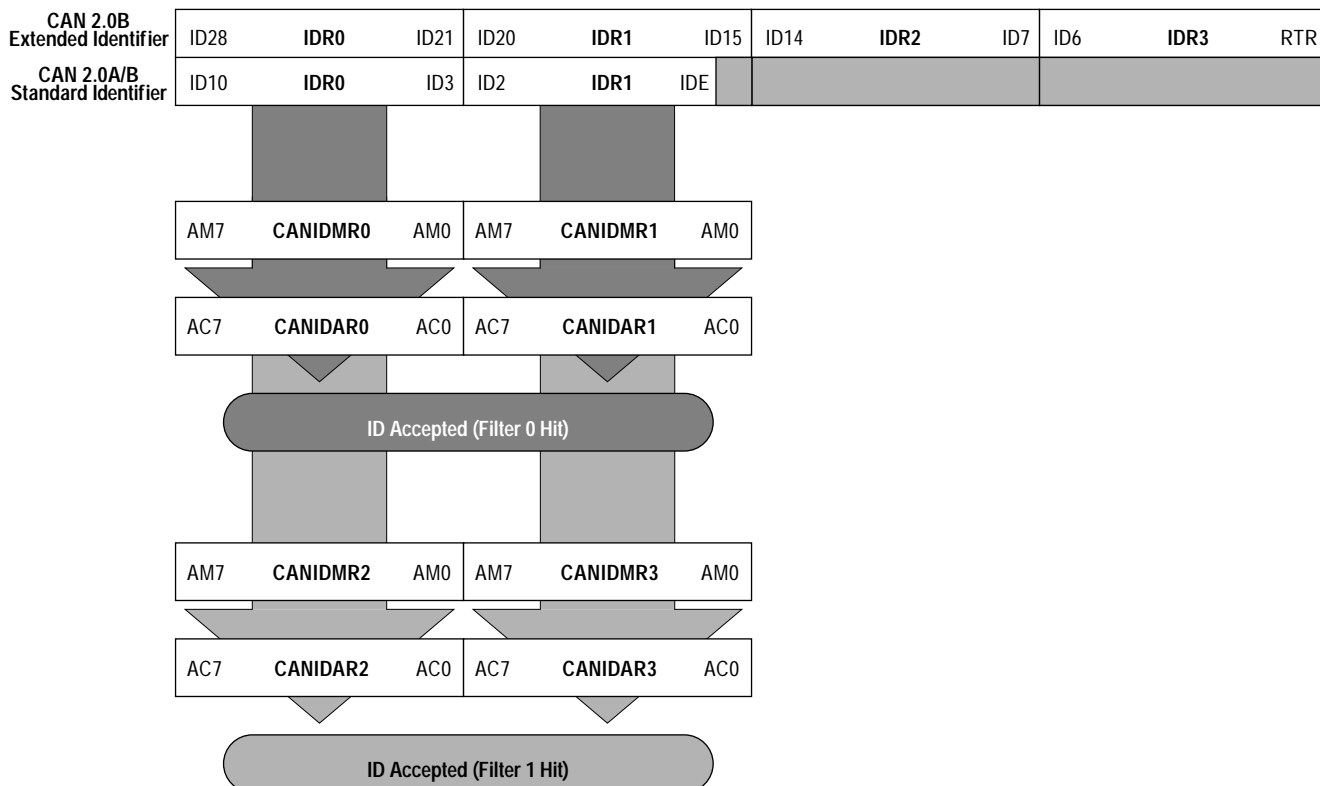 CAN 2.0B
Extended Identifier
ID28 IDR0 ID21 ID20 IDR1 ID15 ID14 IDR2 ID7 ID6 IDR3 RTR
CAN 2.0A/B
Standard Identifier
ID10 IDR0 ID3 ID2 IDR1 IDE
AM7 CANIDMR0 AM0 AM7 CANIDMR1 AM0
AC7 CANIDAR0 AC0 AC7 CANIDAR1 AC0
ID Accepted (Filter 0 Hit)
AM7 CANIDMR2 AM0 AM7 CANIDMR3 AM0
AC7 CANIDAR2 AC0 AC7 CANIDAR3 AC0
ID Accepted (Filter 1 Hit)